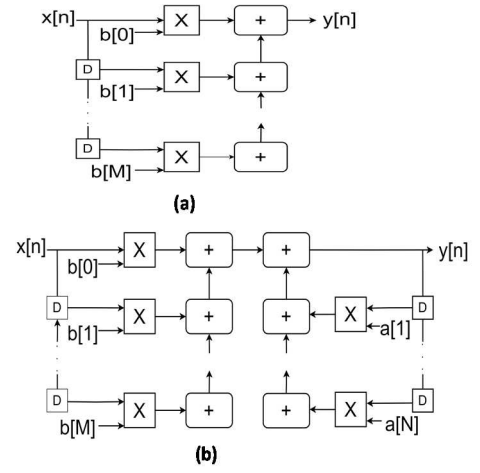 x[n] X + y[n]
b[0]
D X +
b[1]
D X +
b[M]
(a)
x[n] X + + y[n]
b[0]
D X + + X D
b[1] a[1]
D X + + X D
b[M] a[N]
(b)